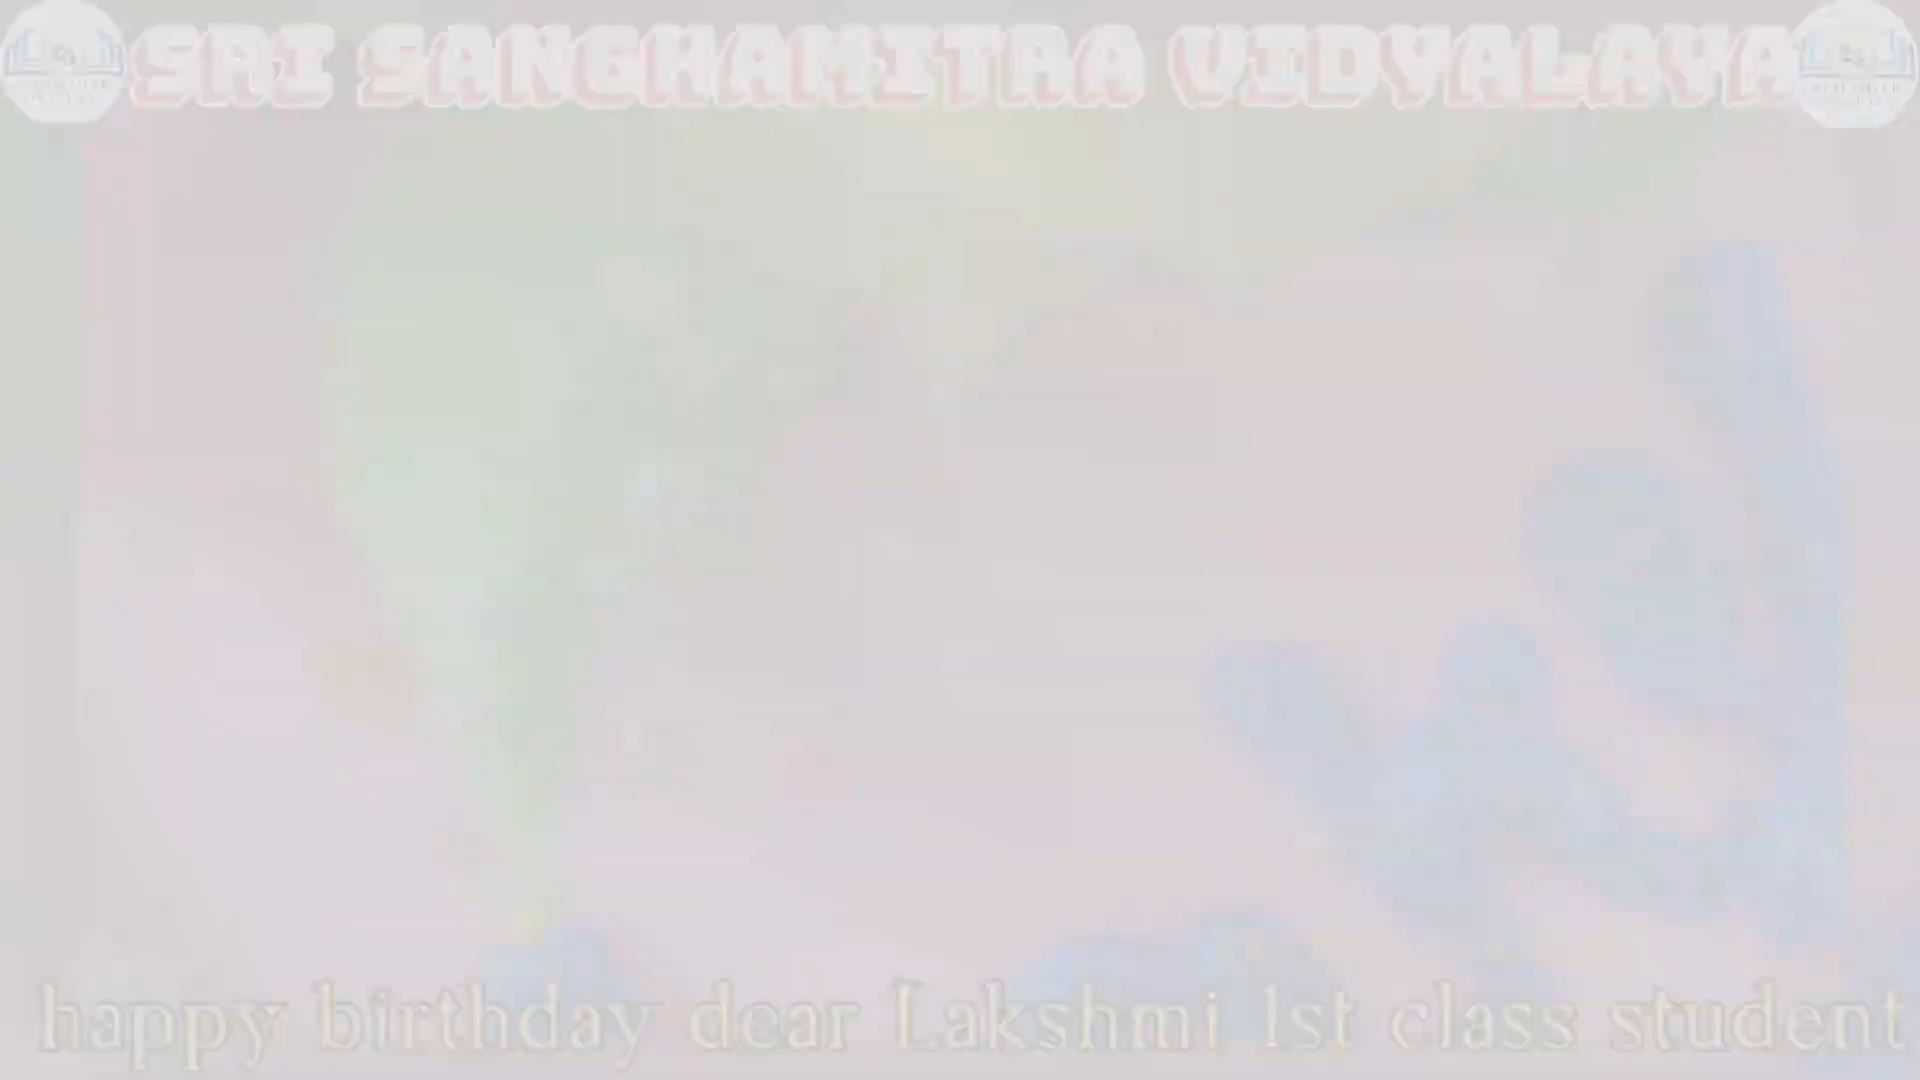 SRI SANGHAMITRA VIDYALAYA
happy birthday dear Lakshmi 1st class student